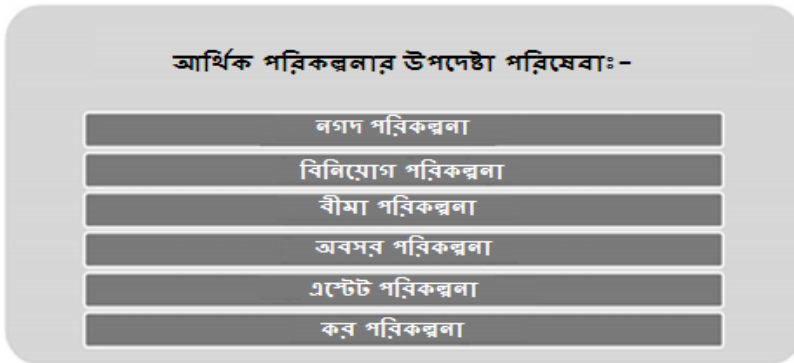 আর্থিক পরিকল্পনার উপদেষ্টা পরিষেবাঃ-
নগদ পরিকল্পনা
বিনিয়োগ পরিকল্পনা
বীমা পরিকল্পনা
অবসর পরিকল্পনা
এস্টেট পরিকল্পনা
কর পরিকল্পনা